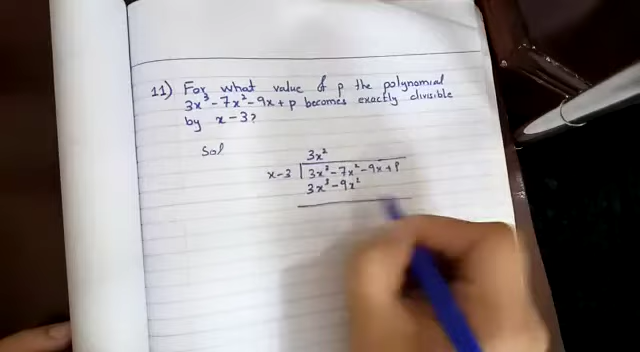 11) For what value of p the polynomial
3x³-7x²-9x+p becomes exactly divisible
by x-3?
Sol
3x²
x-3 3x³-7x²-9x+p
3x³-9x²